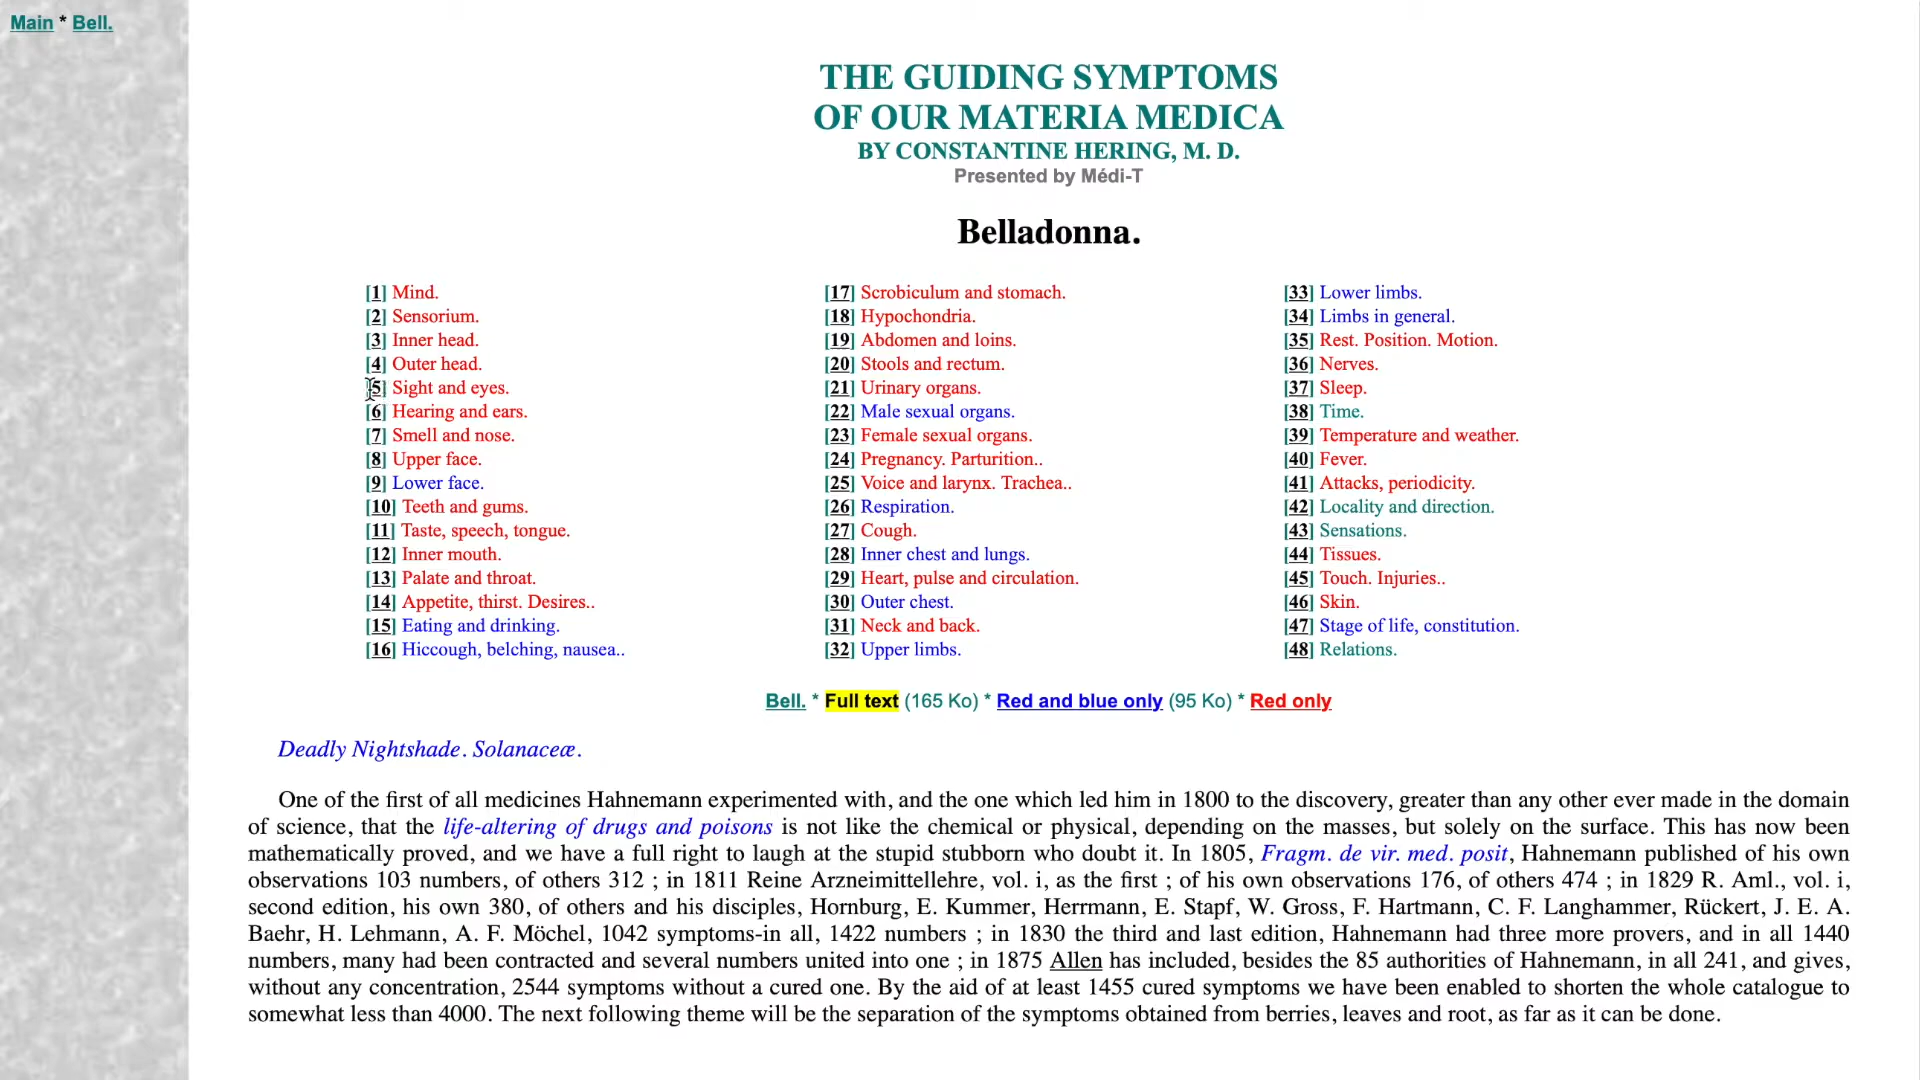 Main * Bell.
THE GUIDING SYMPTOMS
OF OUR MATERIA MEDICA
BY CONSTANTINE HERING, M. D.
Presented by Médi-T
Belladonna.
[1] Mind.
[2] Sensorium.
[3] Inner head.
[4] Outer head.
[5] Sight and eyes.
[6] Hearing and ears.
[7] Smell and nose.
[8] Upper face.
[9] Lower face.
[10] Teeth and gums.
[11] Taste, speech, tongue.
[12] Inner mouth.
[13] Palate and throat.
[14] Appetite, thirst. Desires..
[15] Eating and drinking.
[16] Hiccough, belching, nausea..
[17] Scrobiculum and stomach.
[18] Hypochondria.
[19] Abdomen and loins.
[20] Stools and rectum.
[21] Urinary organs.
[22] Male sexual organs.
[23] Female sexual organs.
[24] Pregnancy. Parturition..
[25] Voice and larynx. Trachea..
[26] Respiration.
[27] Cough.
[28] Inner chest and lungs.
[29] Heart, pulse and circulation.
[30] Outer chest.
[31] Neck and back.
[32] Upper limbs.
[33] Lower limbs.
[34] Limbs in general.
[35] Rest. Position. Motion.
[36] Nerves.
[37] Sleep.
[38] Time.
[39] Temperature and weather.
[40] Fever.
[41] Attacks, periodicity.
[42] Locality and direction.
[43] Sensations.
[44] Tissues.
[45] Touch. Injuries..
[46] Skin.
[47] Stage of life, constitution.
[48] Relations.
Bell. * Full text (165 Ko) * Red and blue only (95 Ko) * Red only
Deadly Nightshade. Solanaceæ.
One of the first of all medicines Hahnemann experimented with, and the one which led him in 1800 to the discovery, greater than any other ever made in the domain
of science, that the life-altering of drugs and poisons is not like the chemical or physical, depending on the masses, but solely on the surface. This has now been
mathematically proved, and we have a full right to laugh at the stupid stubborn who doubt it. In 1805, Fragm. de vir. med. posit, Hahnemann published of his own
observations 103 numbers, of others 312 ; in 1811 Reine Arzneimittellehre, vol. i, as the first ; of his own observations 176, of others 474 ; in 1829 R. Aml., vol. i,
second edition, his own 380, of others and his disciples, Hornburg, E. Kummer, Herrmann, E. Stapf, W. Gross, F. Hartmann, C. F. Langhammer, Rückert, J. E. A.
Baehr, H. Lehmann, A. F. Möchel, 1042 symptoms-in all, 1422 numbers ; in 1830 the third and last edition, Hahnemann had three more provers, and in all 1440
numbers, many had been contracted and several numbers united into one ; in 1875 Allen has included, besides the 85 authorities of Hahnemann, in all 241, and gives,
without any concentration, 2544 symptoms without a cured one. By the aid of at least 1455 cured symptoms we have been enabled to shorten the whole catalogue to
somewhat less than 4000. The next following theme will be the separation of the symptoms obtained from berries, leaves and root, as far as it can be done.